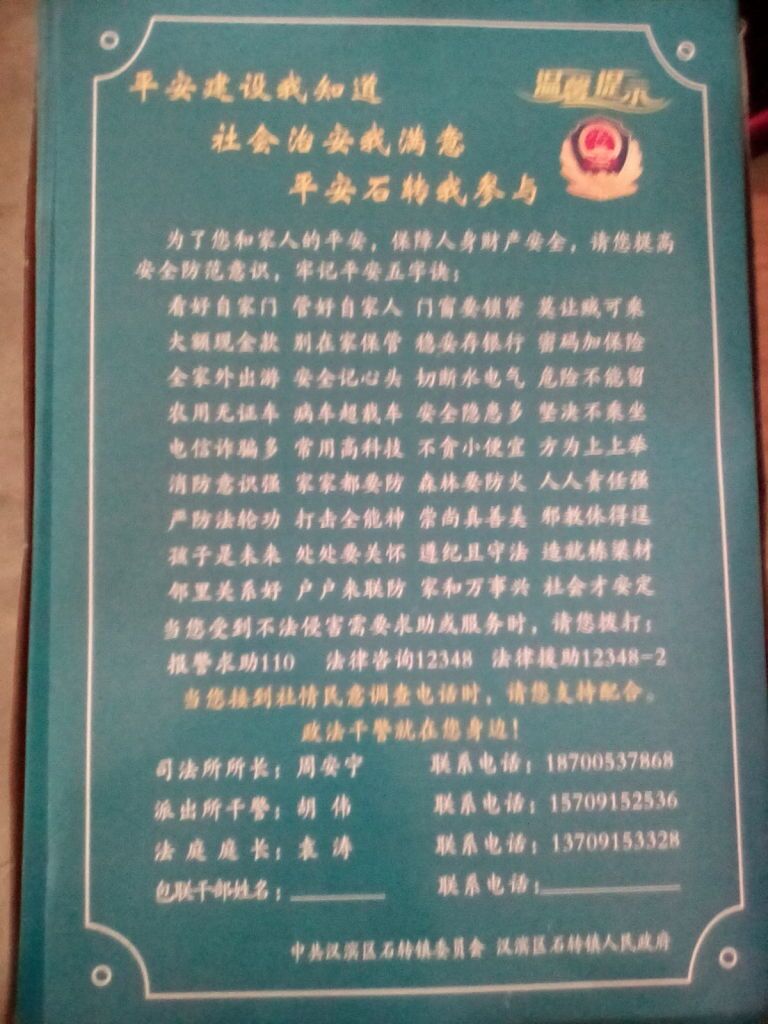 平安建设我知道
温馨提示
社会治安我满意
平安石转我参与
为了您和家人的平安，保障人身财产安全，请您提高
安全防范意识，牢记平安五字诀：
看好自家门 管好自家人 门窗要锁紧 莫让贼可乘
大额现金款 别在家保管 稳妥存银行 密码加保险
全家外出游 安全记心头 切断水电气 危险不能留
农用无证车 病车超载车 安全隐患多 坚决不乘坐
电信诈骗多 常用高科技 不贪小便宜 方为上上举
消防意识强 家家都要防 森林要防火 人人责任强
严防法轮功 打击全能神 崇尚真善美 邪教休得逞
孩子是未来 处处要关怀 遵纪且守法 造就栋梁材
邻里关系好 户户来联防 家和万事兴 社会才安定
当您受到不法侵害需要求助或服务时，请您拨打：
报警求助110 法律咨询12348 法律援助12348-2
当您接到社情民意调查电话时，请您支持配合。
政法干警就在您身边！
司法所所长：周安宁 联系电话：18700537868
派出所干警：胡 伟 联系电话：15709152536
法庭庭长：袁 涛 联系电话：13709153328
包联干部姓名： 联系电话：
中共汉滨区石转镇委员会 汉滨区石转镇人民政府